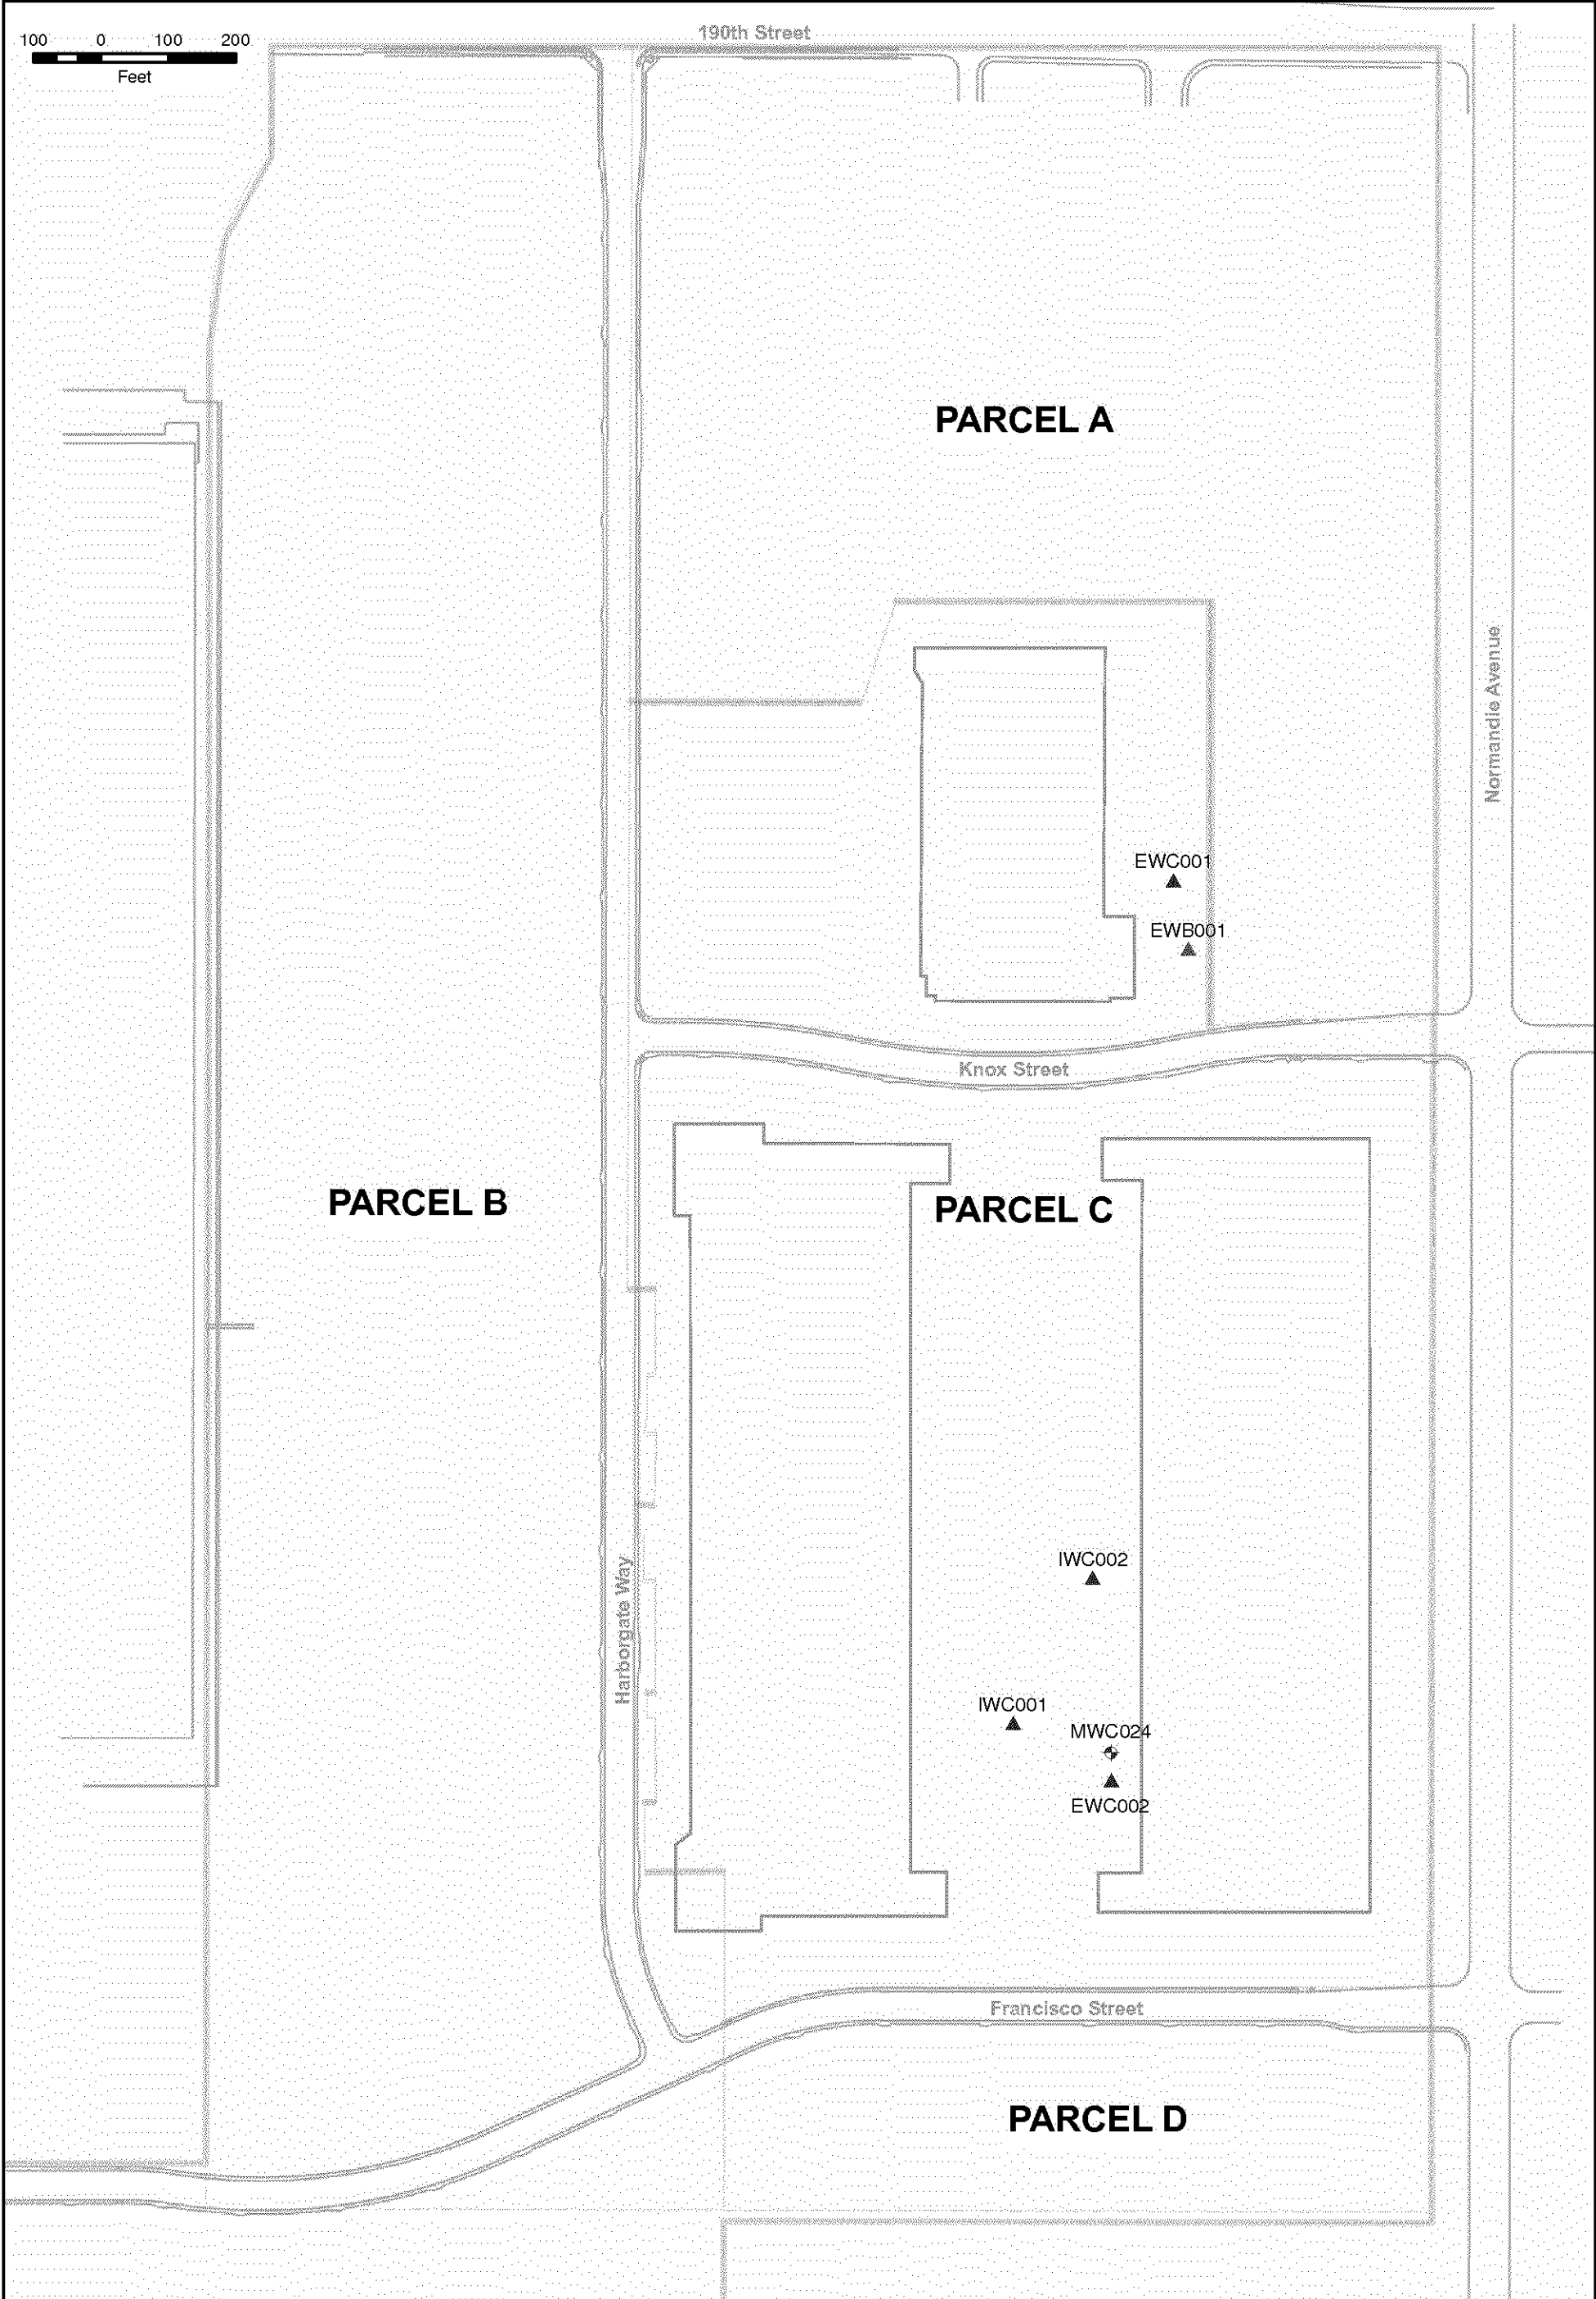 190th Street
100 0 100 200
Feet
PARCEL A
Normandie Avenue
EWC001
EWB001
Knox Street
PARCEL B
PARCEL C
IWC002
Harborgate Way
IWC001
MWC024
EWC002
Francisco Street
PARCEL D